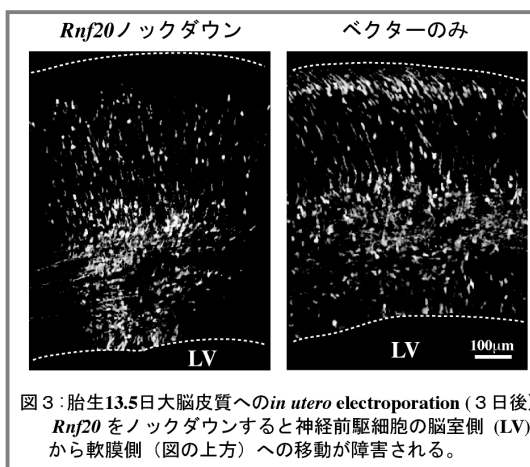 Rnf20ノックダウン
ベクターのみ
LV
LV
100μm
図３:胎生13.5日大脳皮質へのin utero electroporation (３日後)
Rnf20 をノックダウンすると神経前駆細胞の脳室側 (LV)
から軟膜側（図の上方）への移動が障害される。